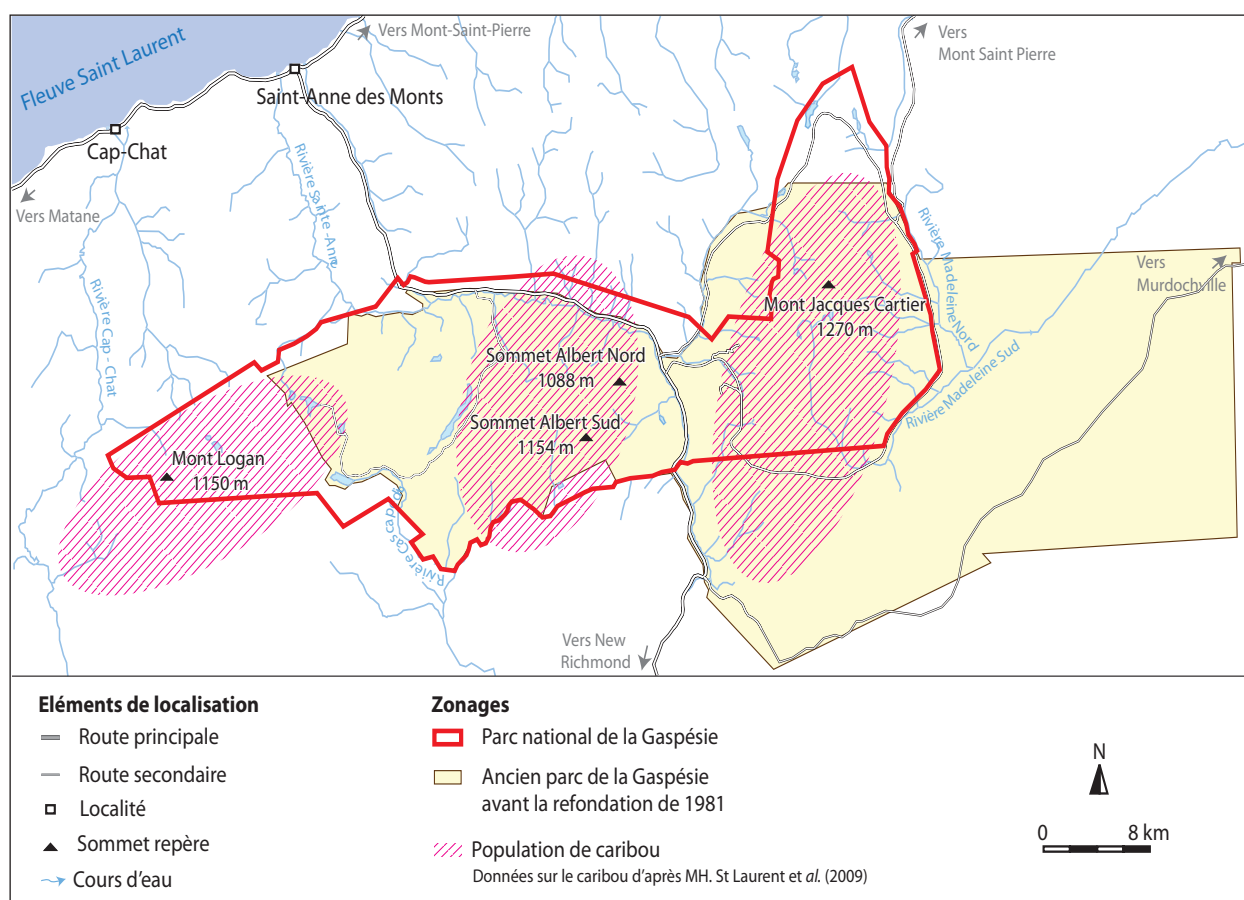 Vers Mont-Saint-Pierre
Vers
Mont Saint Pierre
Fleuve Saint Laurent
Saint-Anne des Monts
Cap-Chat
Vers Matane
Rivière Sainte-Anne
Rivière Cap - Chat
Rivière Madeleine Nord
Rivière Madeleine Sud
Vers
Murdochville
Mont Jacques Cartier
1270 m
Sommet Albert Nord
1088 m
Sommet Albert Sud
1154 m
Mont Logan
1150 m
Rivière Cascapédia
Vers New
Richmond
Eléments de localisation
Route principale
Route secondaire
Localité
Sommet repère
Cours d'eau
Zonages
Parc national de la Gaspésie
Ancien parc de la Gaspésie
avant la refondation de 1981
Population de caribou
Données sur le caribou d'après MH. St Laurent et al. (2009)
N
0 8 km